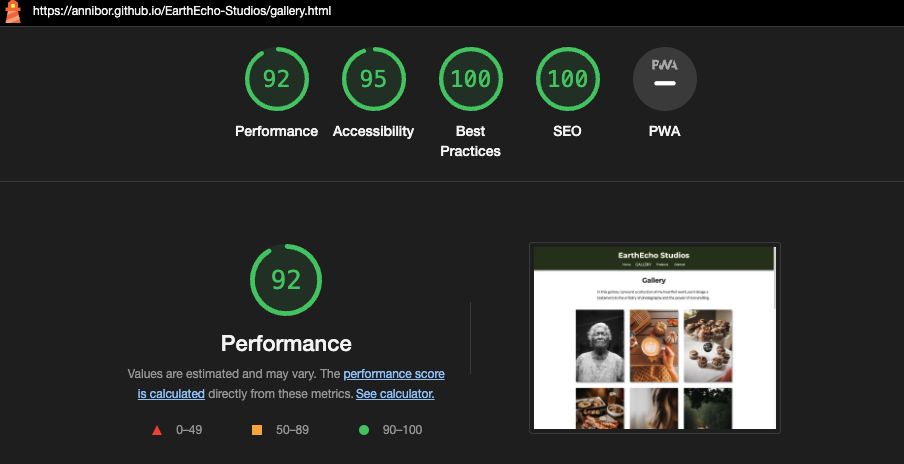 https://annibor.github.io/EarthEcho-Studios/gallery.html
92
95
100
100
PWA
Performance
Accessibility
Best
Practices
SEO
PWA
92
Performance
Values are estimated and may vary. The performance score
is calculated directly from these metrics. See calculator.
0–49
50–89
90–100
EarthEcho Studios
Home GALLERY Projects Contact
Gallery